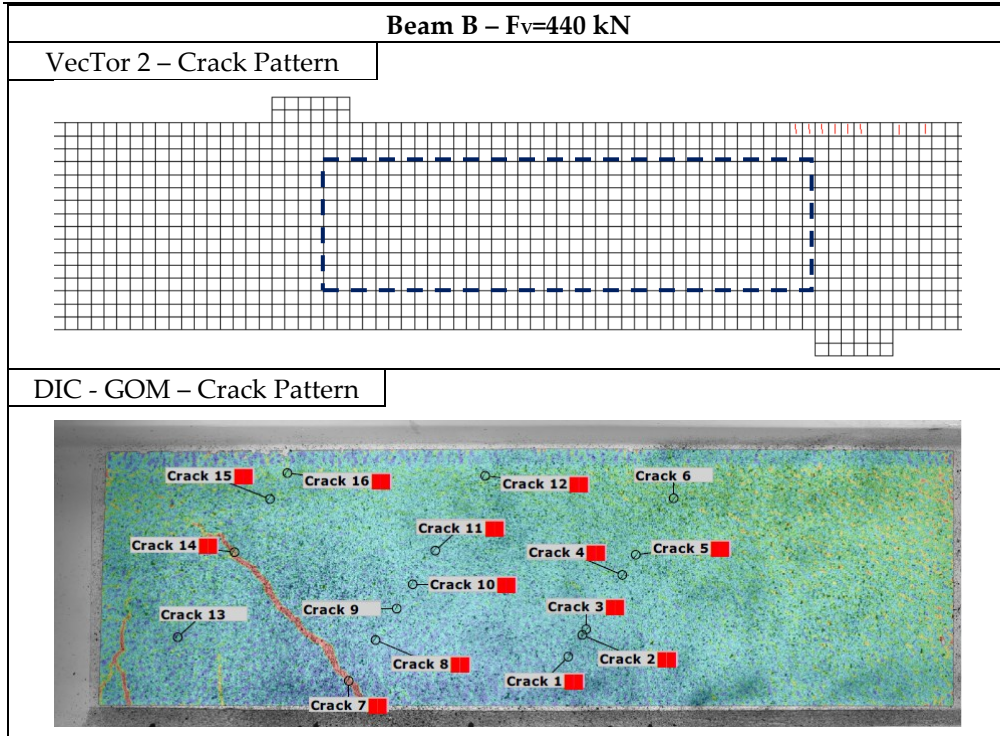 Beam B – Fv=440 kN
VecTor 2 – Crack Pattern
DIC - GOM – Crack Pattern
Crack 15
Crack 16
Crack 12
Crack 6
Crack 11
Crack 14
Crack 4
Crack 5
Crack 10
Crack 9
Crack 3
Crack 13
Crack 8
Crack 2
Crack 1
Crack 7